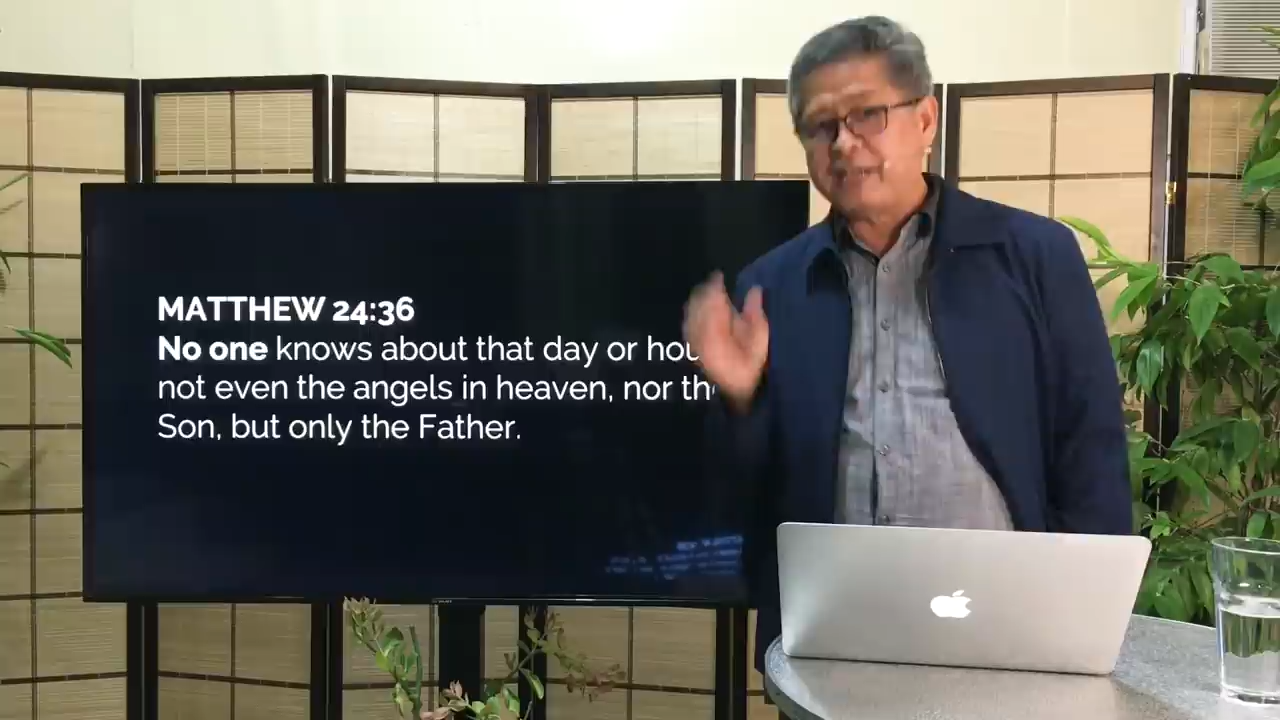 MATTHEW 24:36
No one knows about that day or hou
not even the angels in heaven, nor th
Son, but only the Father.